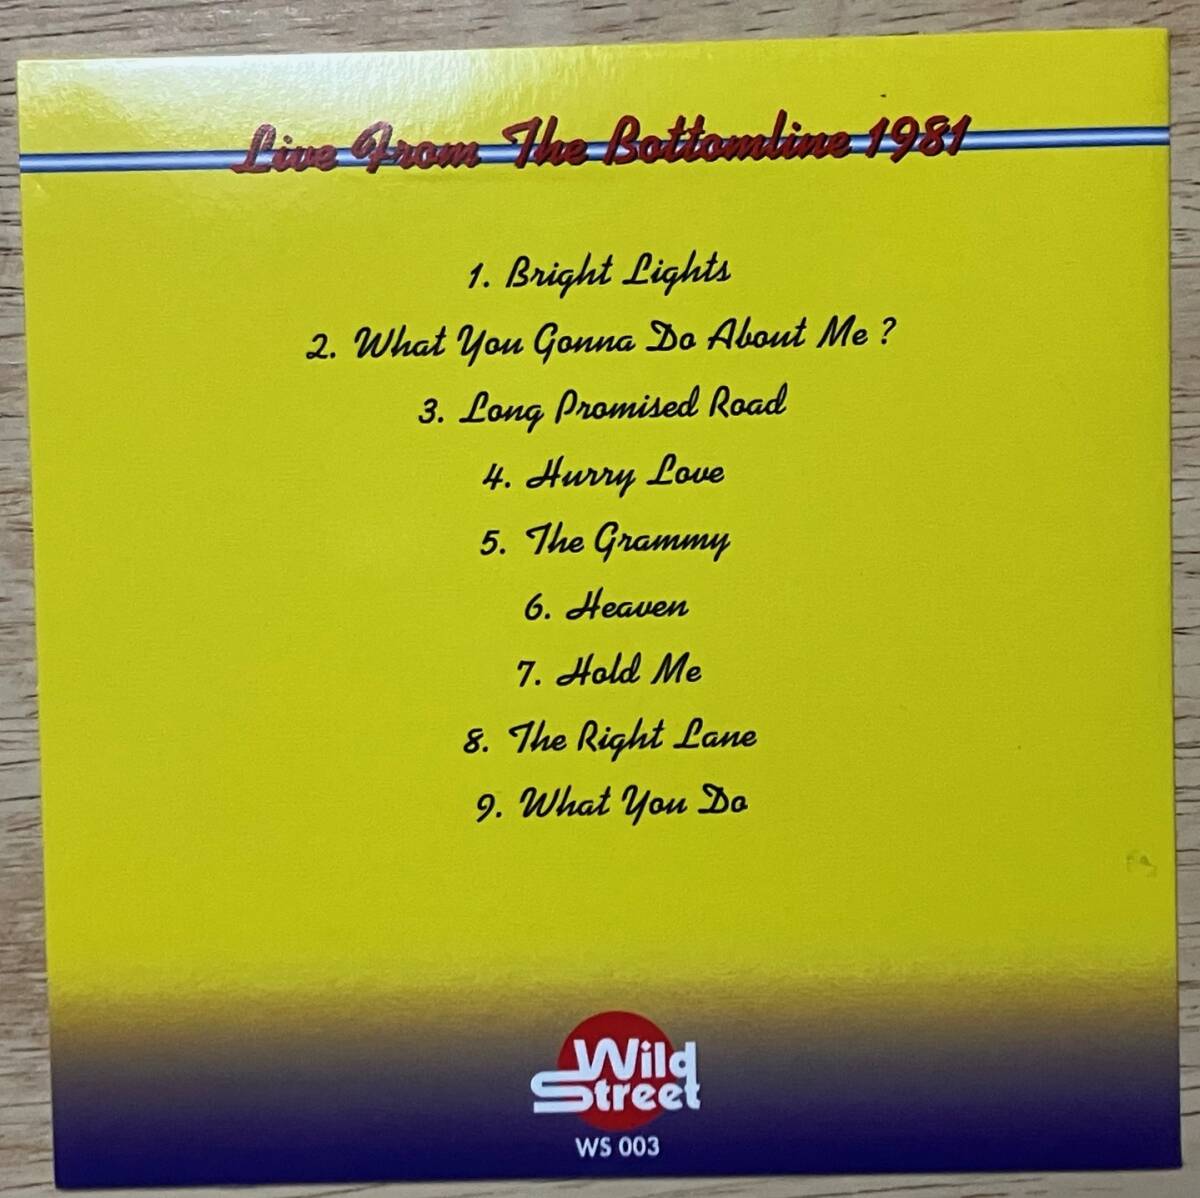 Live From The Bottomline 1981
1. Bright Lights
2. What You Gonna Do About Me ?
3. Long Promised Road
4. Hurry Love
5. The Grammy
6. Heaven
7. Hold Me
8. The Right Lane
9. What You Do
Wild
Street
WS 003